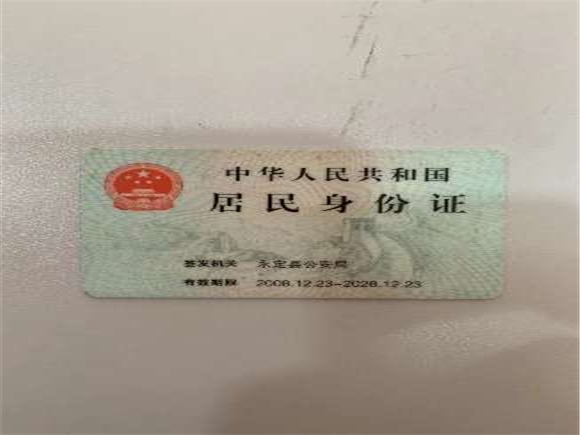 中华人民共和国
居民身份证
签发机关 永定县公安局
有效期限 2008.12.23-2028.12.23